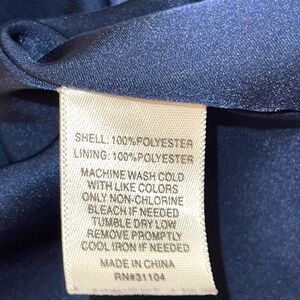 SHELL: 100%POLYESTER
LINING: 100%POLYESTER
MACHINE WASH COLD
WITH LIKE COLORS
ONLY NON-CHLORINE
BLEACH IF NEEDED
TUMBLE DRY LOW
REMOVE PROMPTLY
COOL IRON IF NEEDED
MADE IN CHINA
RN#31104